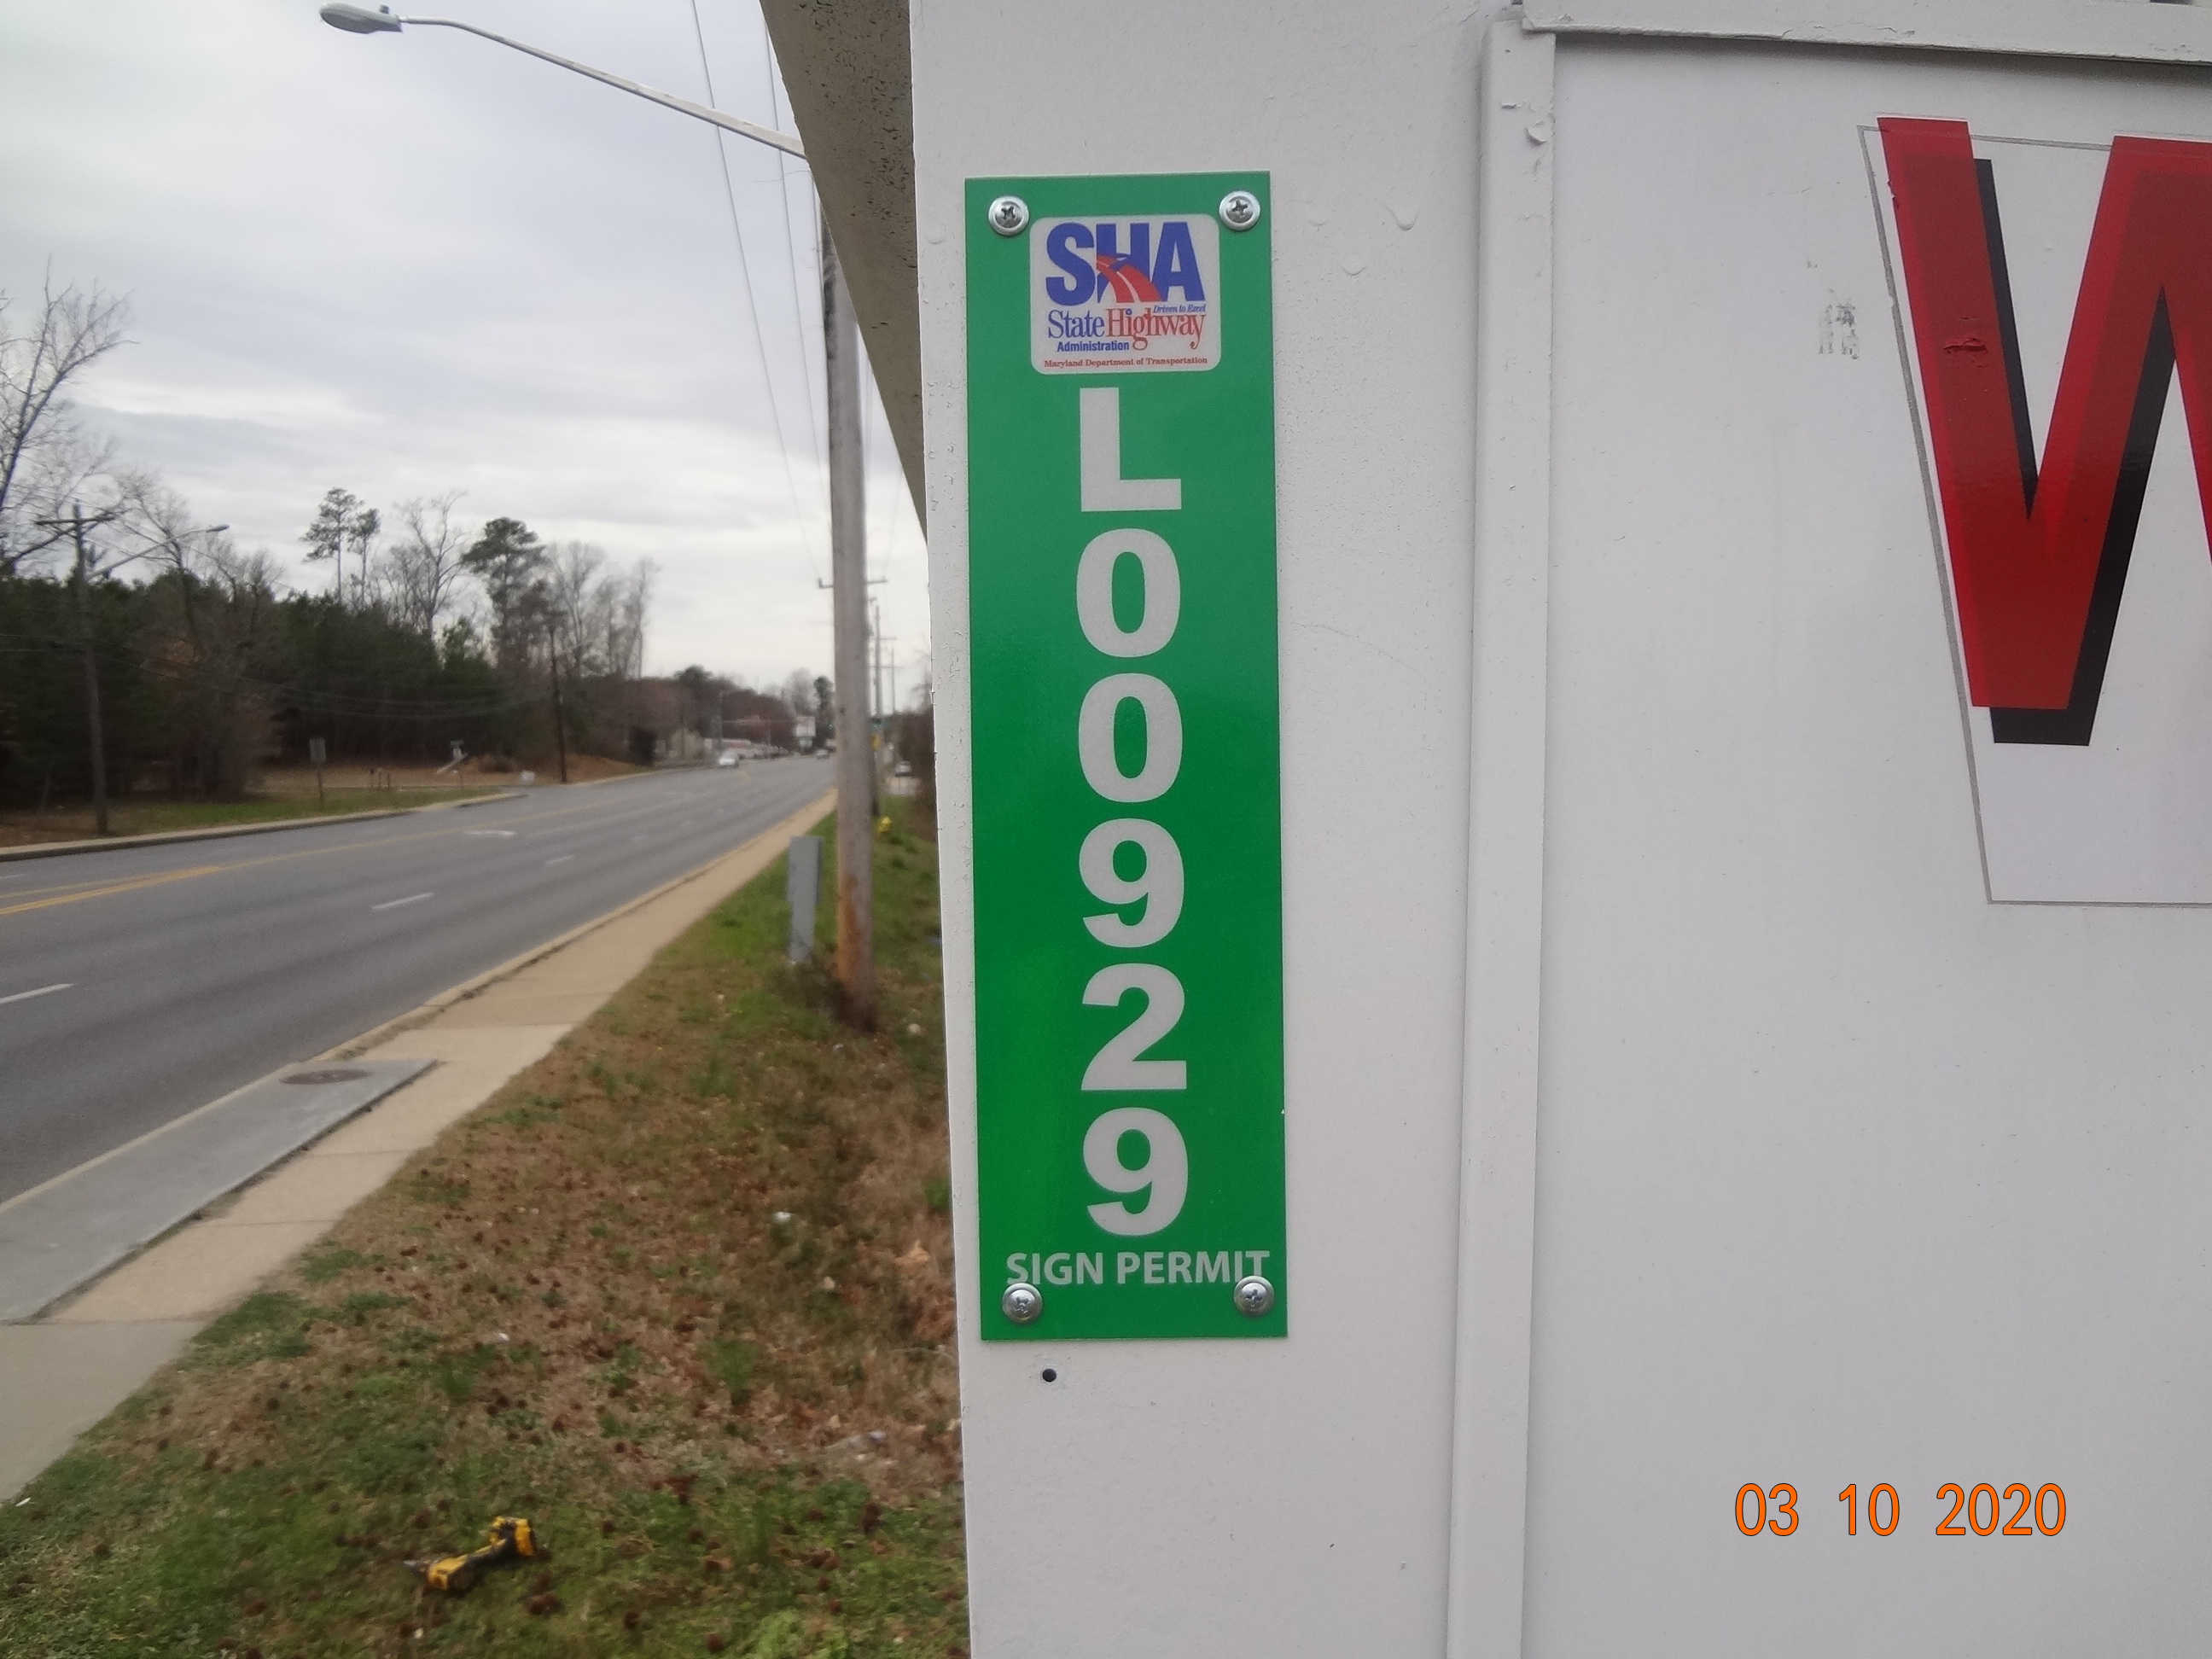 SHA
Driven to Excel
State Highway
Administration
Maryland Department of Transportation
L
0
0
9
2
9
SIGN PERMIT
W
03 10 2020